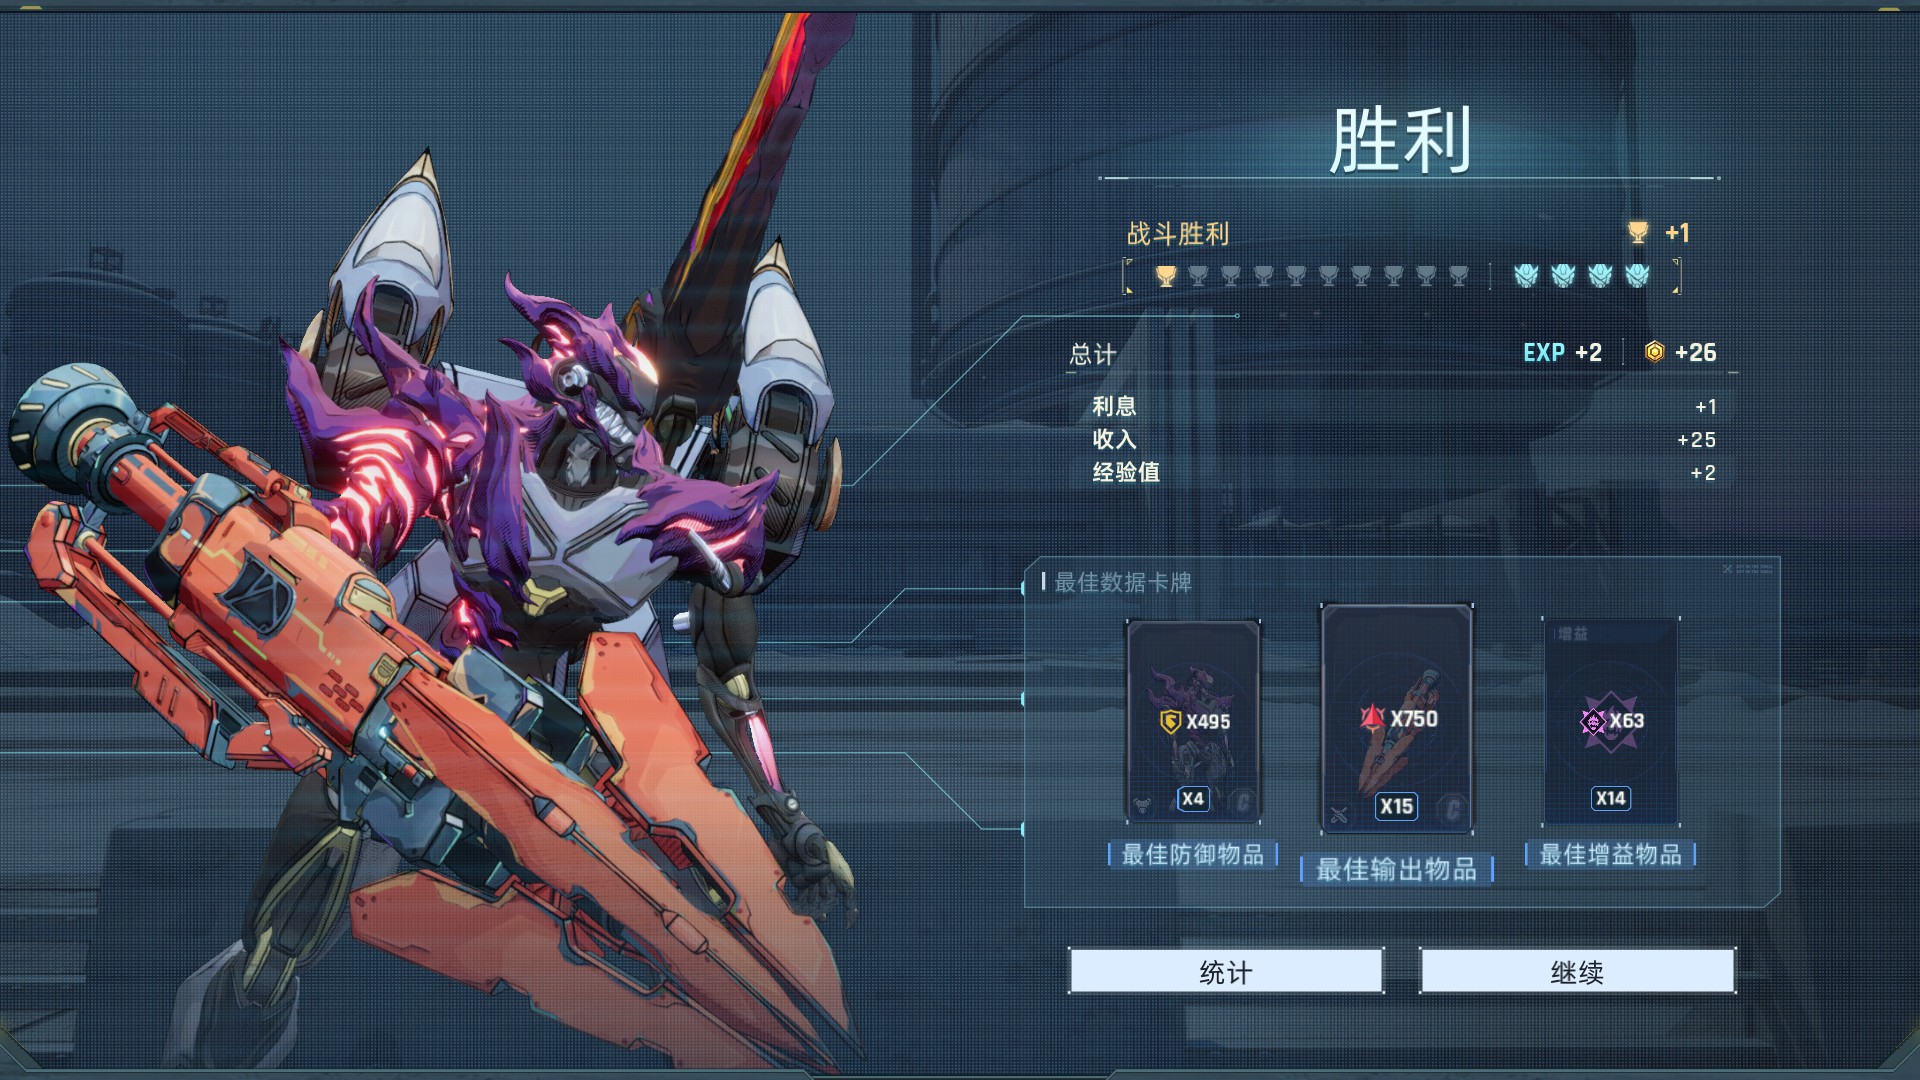 胜利
战斗胜利 +1
总计 EXP +2 +26
利息 +1
收入 +25
经验值 +2
最佳数据卡牌
增益
X495
X750
X63
X4
X15
X14
C
C
最佳防御物品
最佳输出物品
最佳增益物品
统计
继续